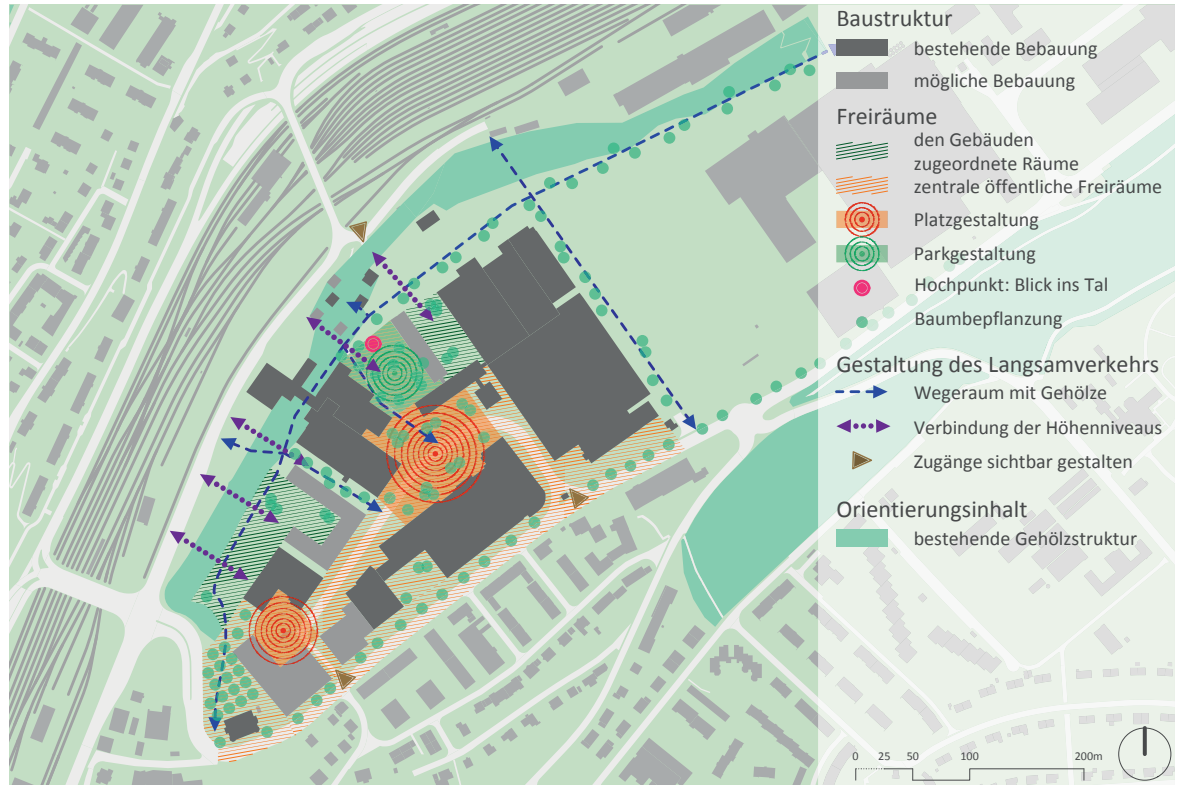 Baustruktur
bestehende Bebauung
mögliche Bebauung
Freiräume
den Gebäuden
zugeordnete Räume
zentrale öffentliche Freiräume
Platzgestaltung
Parkgestaltung
Hochpunkt: Blick ins Tal
Baumbepflanzung
Gestaltung des Langsamverkehrs
Wegeraum mit Gehölze
Verbindung der Höhenniveaus
Zugänge sichtbar gestalten
Orientierungsinhalt
bestehende Gehölzstruktur
0 25 50 100 200m